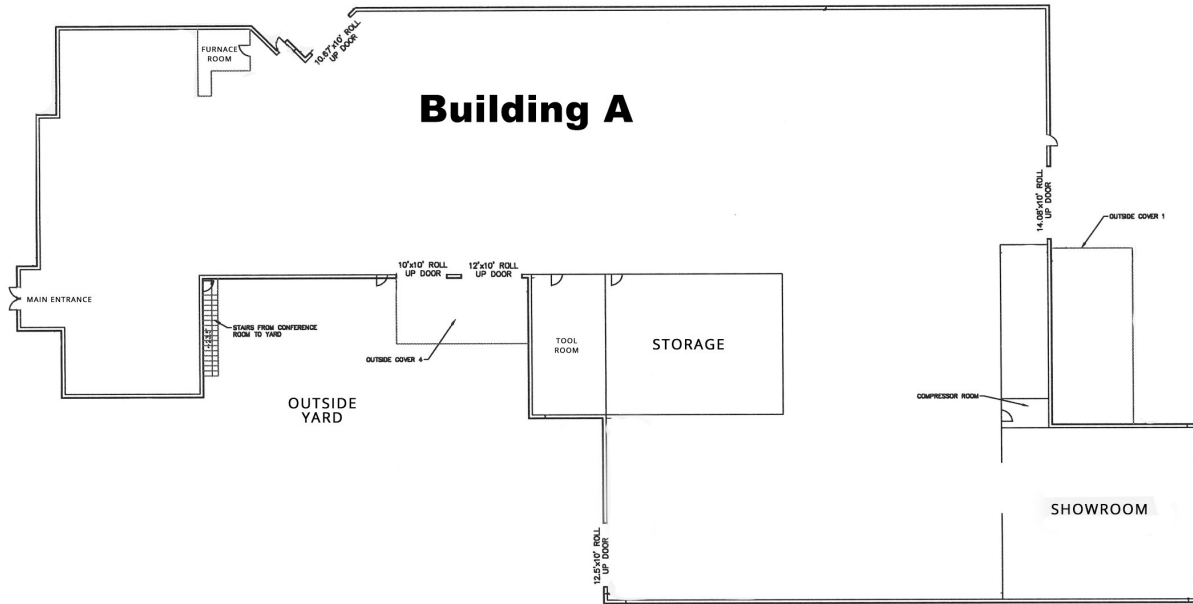 FURNACE
ROOM
10.67'x10' ROLL
UP DOOR
Building A
14.08'x10' ROLL
UP DOOR
OUTSIDE COVER 1
MAIN ENTRANCE
10'x10' ROLL
UP DOOR
12'x10' ROLL
UP DOOR
STAIRS FROM CONFERENCE
ROOM TO YARD
OUTSIDE COVER 4
TOOL
ROOM
STORAGE
OUTSIDE
YARD
COMPRESSOR ROOM
SHOWROOM
12.5'x10' ROLL
UP DOOR